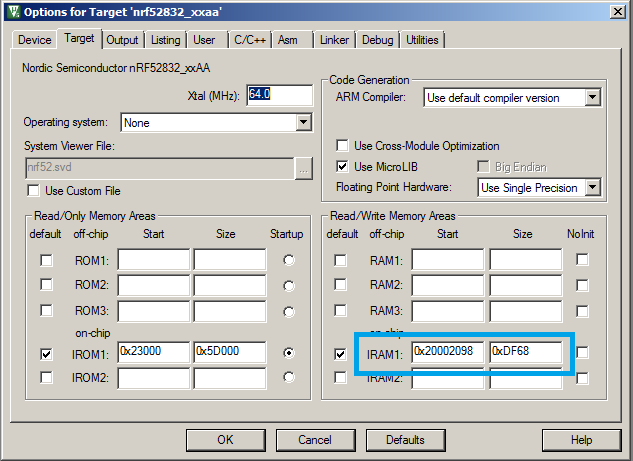 Options for Target 'nrf52832_xxaa'
Device Target Output Listing User C/C++ Asm Linker Debug Utilities
Nordic Semiconductor nRF52832_xxAA
Xtal (MHz): 64.0
Operating system: None
System Viewer File:
nrf52.svd ...
Use Custom File
Code Generation
ARM Compiler: Use default compiler version
Use Cross-Module Optimization
Use MicroLIB Big Endian
Floating Point Hardware: Use Single Precision
Read/Only Memory Areas
default off-chip Start Size Startup
ROM1:
ROM2:
ROM3:
on-chip
IROM1: 0x23000 0x5D000
IROM2:
Read/Write Memory Areas
default off-chip Start Size NoInit
RAM1:
RAM2:
RAM3:
on-chip
IRAM1: 0x20002098 0xDF68
IRAM2:
OK Cancel Defaults Help